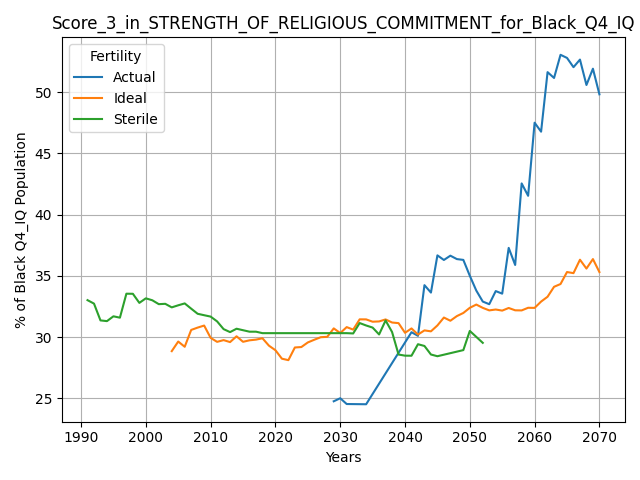 Score_3_in_STRENGTH_OF_RELIGIOUS_COMMITMENT_for_Black_Q4_IQ
Fertility
Actual
Ideal
Sterile
% of Black Q4_IQ Population
50
45
40
35
30
25
1990 2000 2010 2020 2030 2040 2050 2060 2070
Years